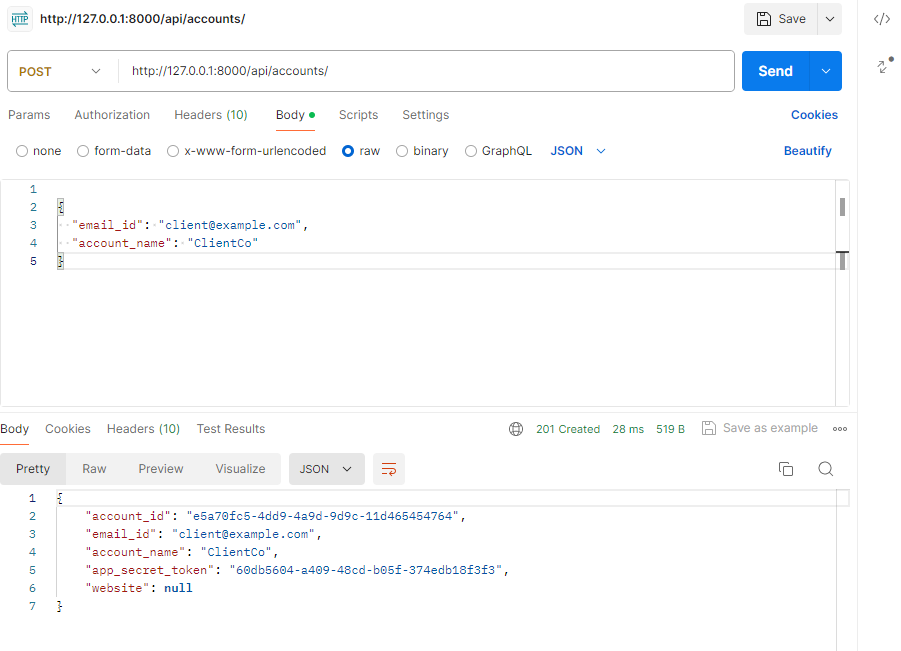 HTTP http://127.0.0.1:8000/api/accounts/ Save </>
POST http://127.0.0.1:8000/api/accounts/ Send
Params Authorization Headers (10) Body Scripts Settings Cookies
none form-data x-www-form-urlencoded raw binary GraphQL JSON Beautify
1
2 {
3 "email_id": "client@example.com",
4 "account_name": "ClientCo"
5 }
Body Cookies Headers (10) Test Results 201 Created 28 ms 519 B Save as example
Pretty Raw Preview Visualize JSON
1 {
2 "account_id": "e5a70fc5-4dd9-4a9d-9d9c-11d465454764",
3 "email_id": "client@example.com",
4 "account_name": "ClientCo",
5 "app_secret_token": "60db5604-a409-48cd-b05f-374edb18f3f3",
6 "website": null
7 }